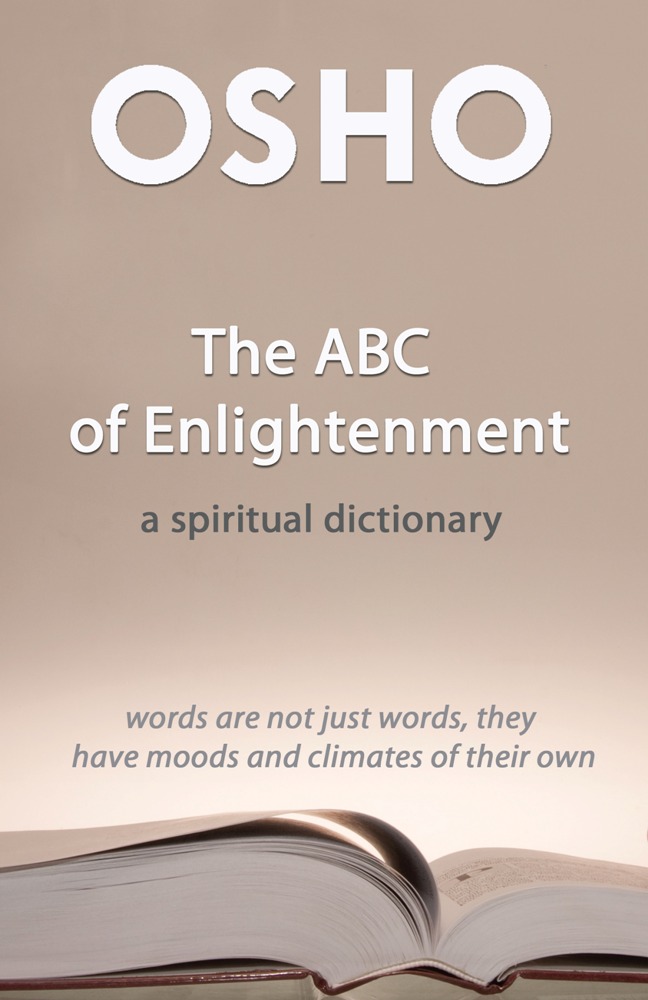 OSHO
The ABC
of Enlightenment
a spiritual dictionary
words are not just words, they
have moods and climates of their own